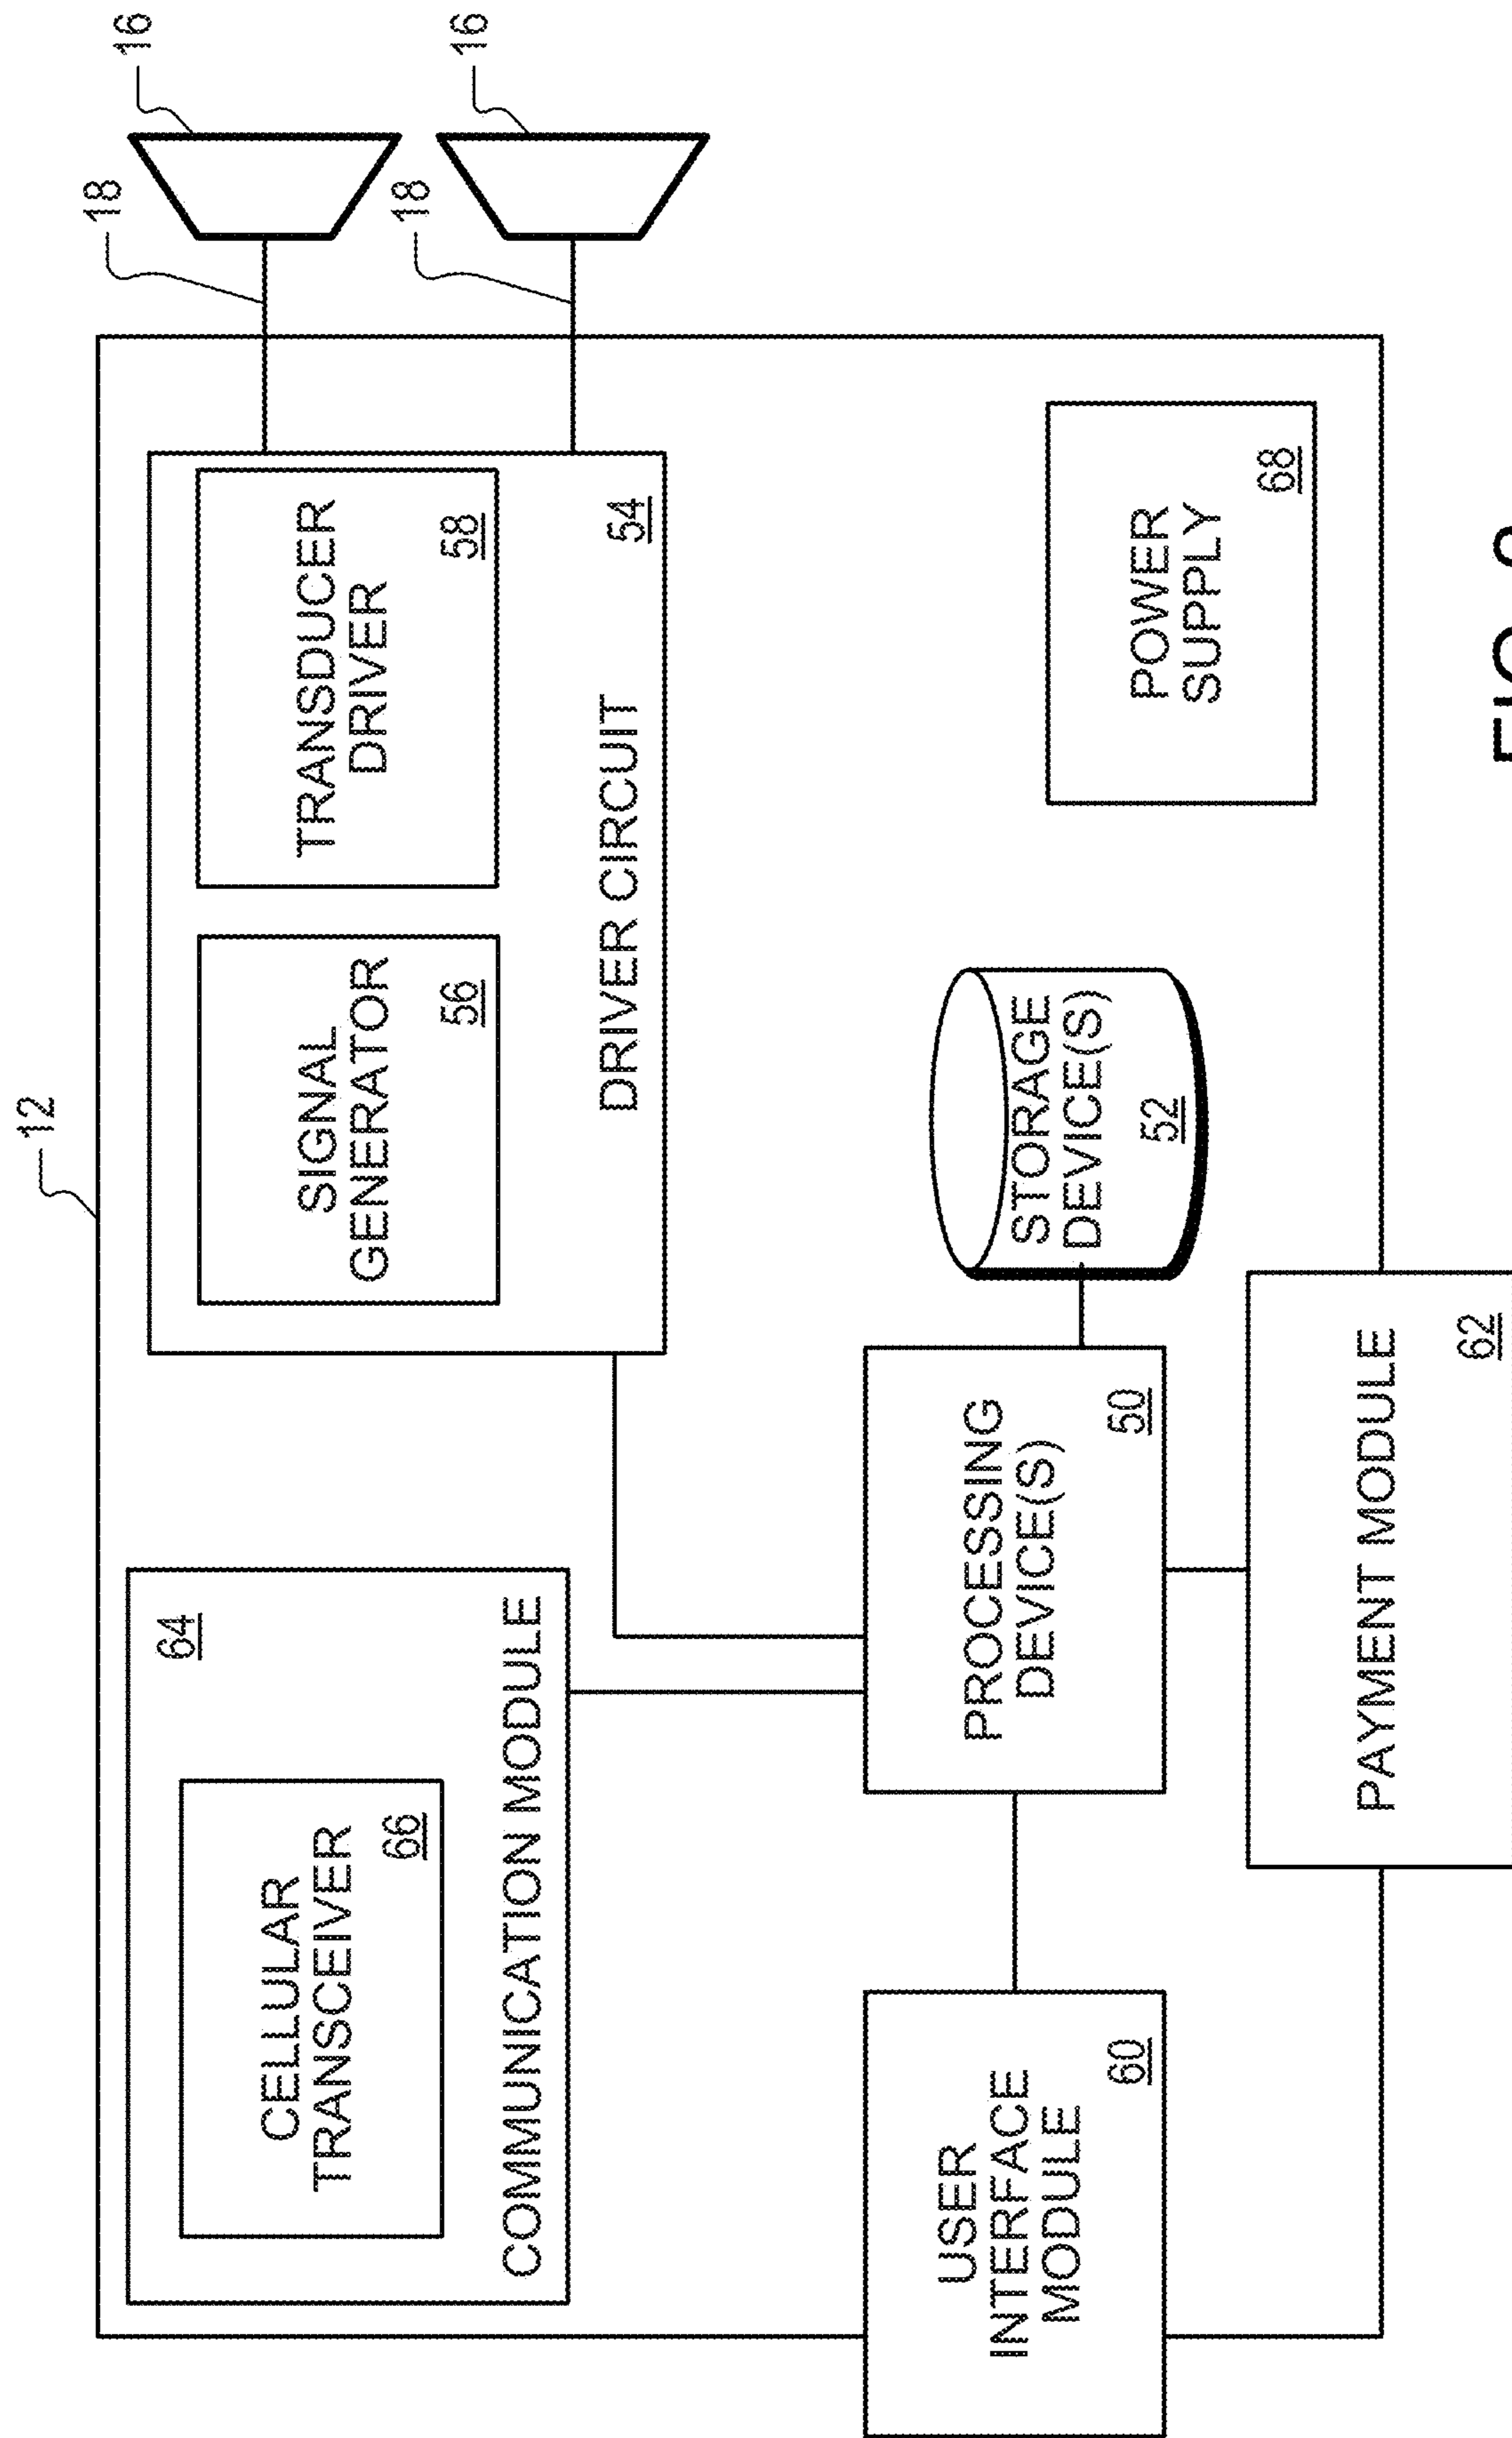 12
64
CELLULAR
TRANSCEIVER
66
COMMUNICATION MODULE
SIGNAL
GENERATOR
56
TRANSDUCER
DRIVER
58
DRIVER CIRCUIT
54
18
16
18
16
USER
INTERFACE
MODULE
60
PROCESSING
DEVICE(S)
50
STORAGE
DEVICE(S)
52
POWER
SUPPLY
68
PAYMENT MODULE
62
FIG